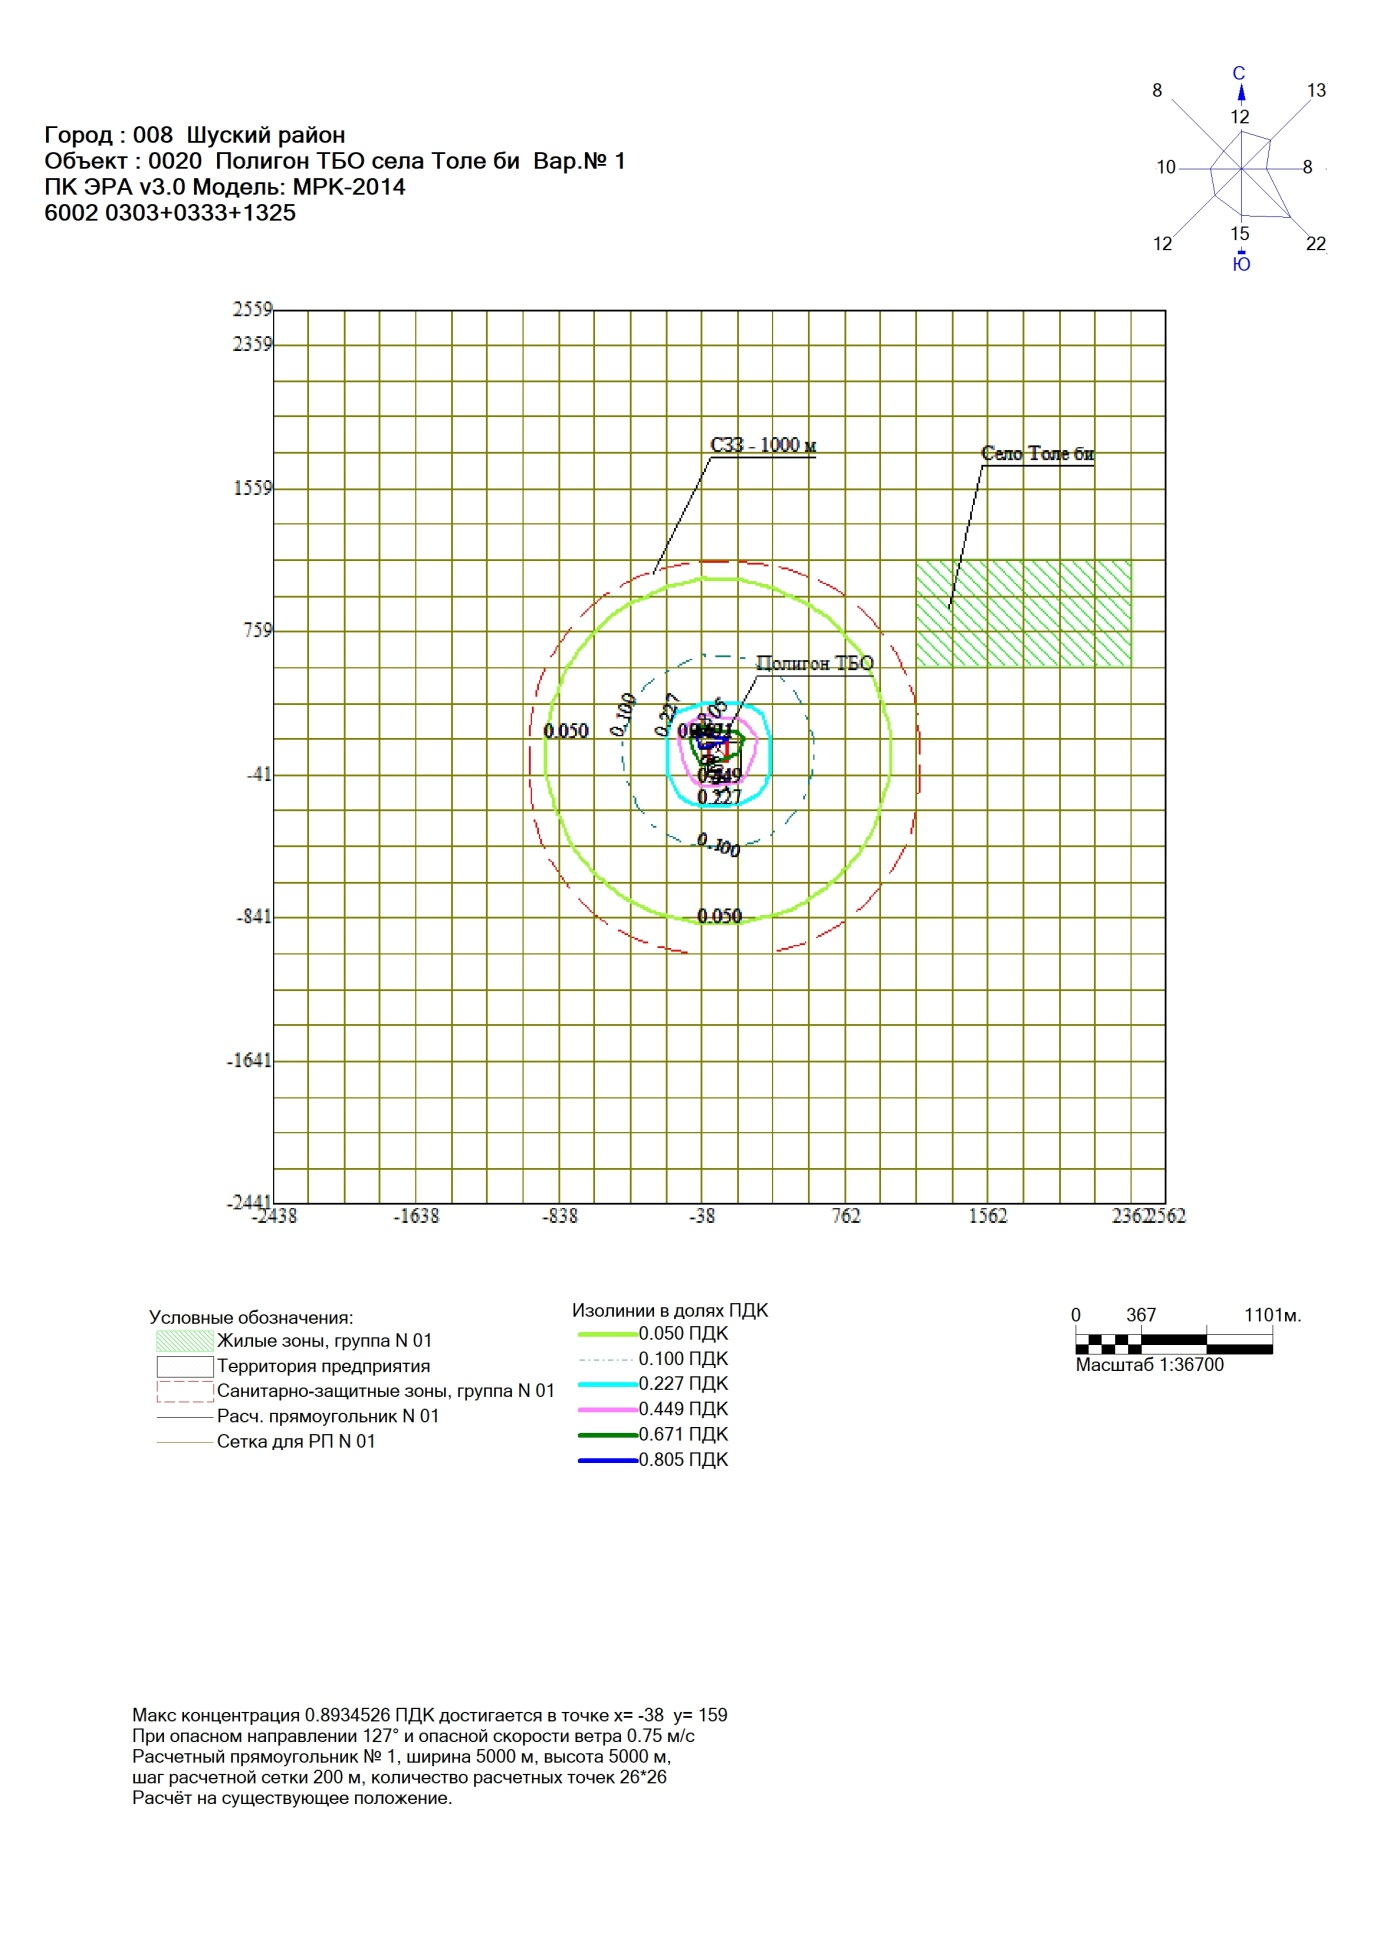 Город : 008 Шуский район
Объект : 0020 Полигон ТБО села Толе би Вар.№ 1
ПК ЭРА v3.0 Модель: МРК-2014
6002 0303+0333+1325
С
8
13
12
10
8
12
15
22
Ю
2559
2359
1559
759
-41
-841
-1641
-2441
СЗЗ - 1000 м
Село Толе би
Полигон ТБО
0.100
0.227
0.050
0.227
0.100
0.050
-2438
-1638
-838
-38
762
1562
2362
2562
Условные обозначения:
Жилые зоны, группа N 01
Территория предприятия
Санитарно-защитные зоны, группа N 01
Расч. прямоугольник N 01
Сетка для РП N 01
Изолинии в долях ПДК
0.050 ПДК
0.100 ПДК
0.227 ПДК
0.449 ПДК
0.671 ПДК
0.805 ПДК
0 367 1101м.
Масштаб 1:36700
Макс концентрация 0.8934526 ПДК достигается в точке x= -38 y= 159
При опасном направлении 127° и опасной скорости ветра 0.75 м/с
Расчетный прямоугольник № 1, ширина 5000 м, высота 5000 м,
шаг расчетной сетки 200 м, количество расчетных точек 26*26
Расчёт на существующее положение.